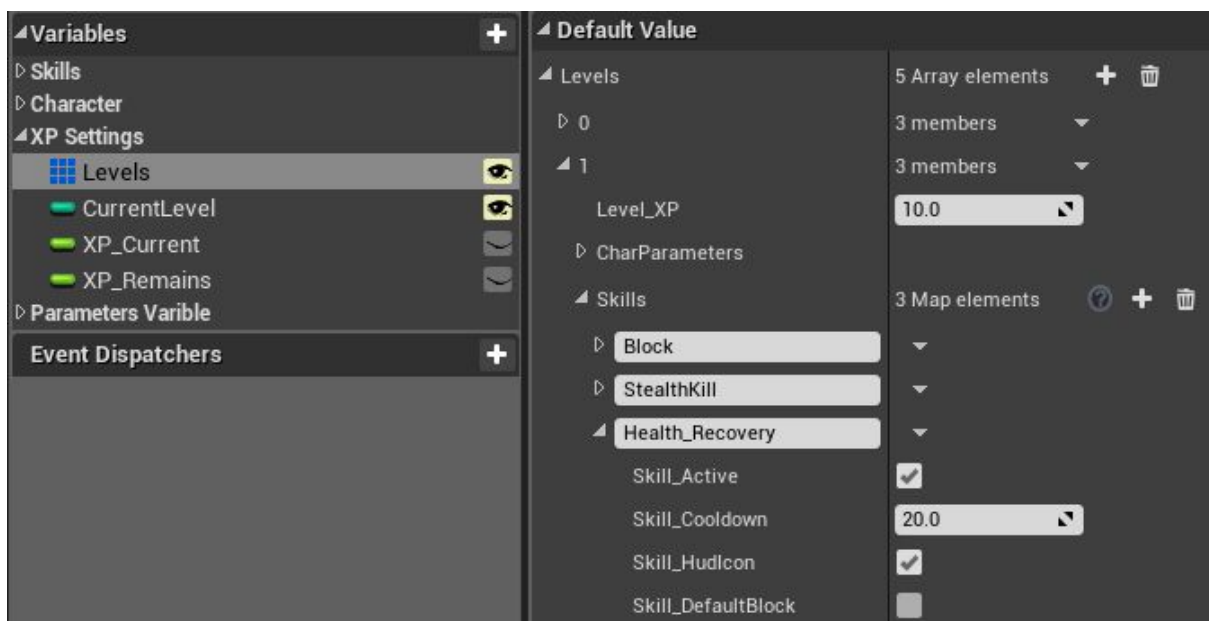 Variables
Skills
Character
XP Settings
Levels
CurrentLevel
XP_Current
XP_Remains
Parameters Varible
Event Dispatchers
Default Value
Levels 5 Array elements
0 3 members
1 3 members
Level_XP 10.0
CharParameters
Skills 3 Map elements ?
Block
StealthKill
Health_Recovery
Skill_Active
Skill_Cooldown 20.0
Skill_HudIcon
Skill_DefaultBlock